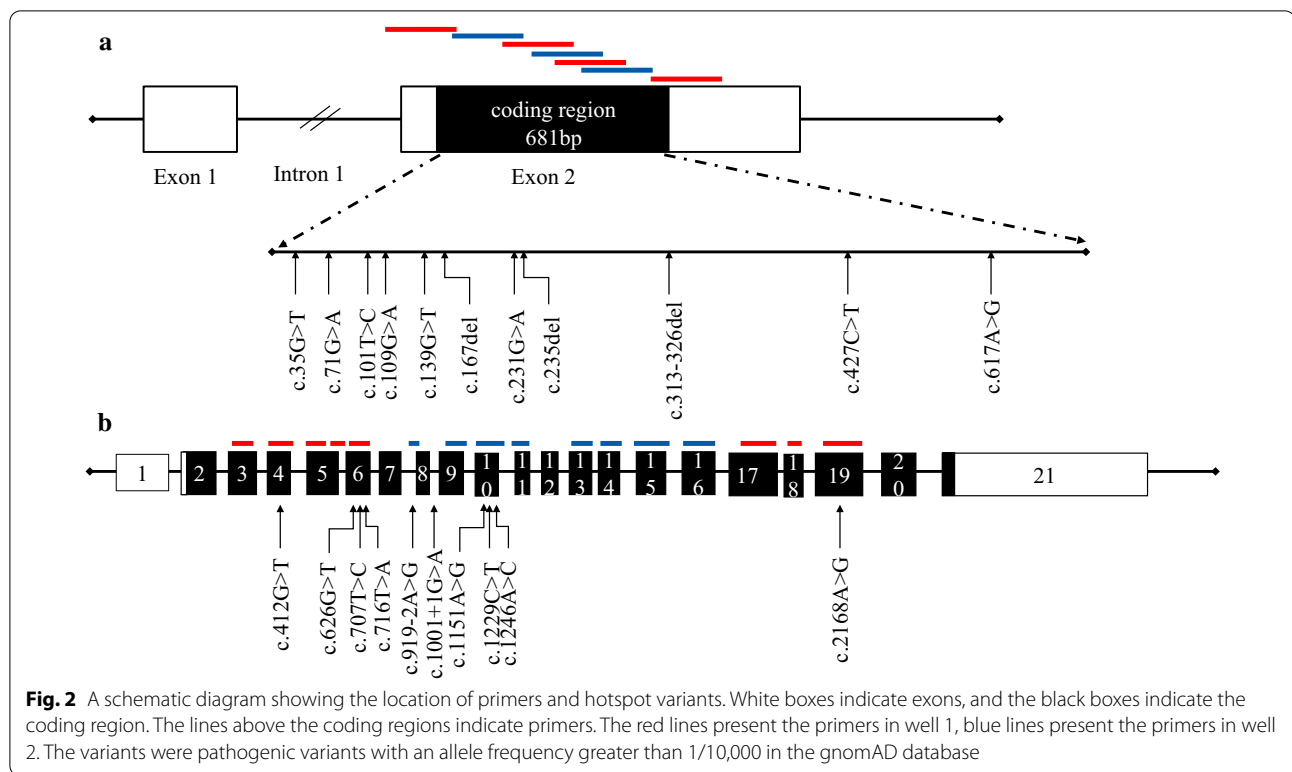 a
coding region
681bp
Exon 1
Intron 1
Exon 2
c.35G>T
c.71G>A
c.101T>C
c.109G>A
c.139G>T
c.167del
c.231G>A
c.235del
c.313-326del
c.427C>T
c.617A>G
b
1
2
3
4
5
6
7
8
9
10
11
12
13
14
15
16
17
18
19
20
21
c.412G>T
c.626G>T
c.707T>C
c.716T>A
c.919-2A>G
c.1001+1G>A
c.1151A>G
c.1229C>T
c.1246A>C
c.2168A>G
Fig. 2 A schematic diagram showing the location of primers and hotspot variants. White boxes indicate exons, and the black boxes indicate the
coding region. The lines above the coding regions indicate primers. The red lines present the primers in well 1, blue lines present the primers in well
2. The variants were pathogenic variants with an allele frequency greater than 1/10,000 in the gnomAD database